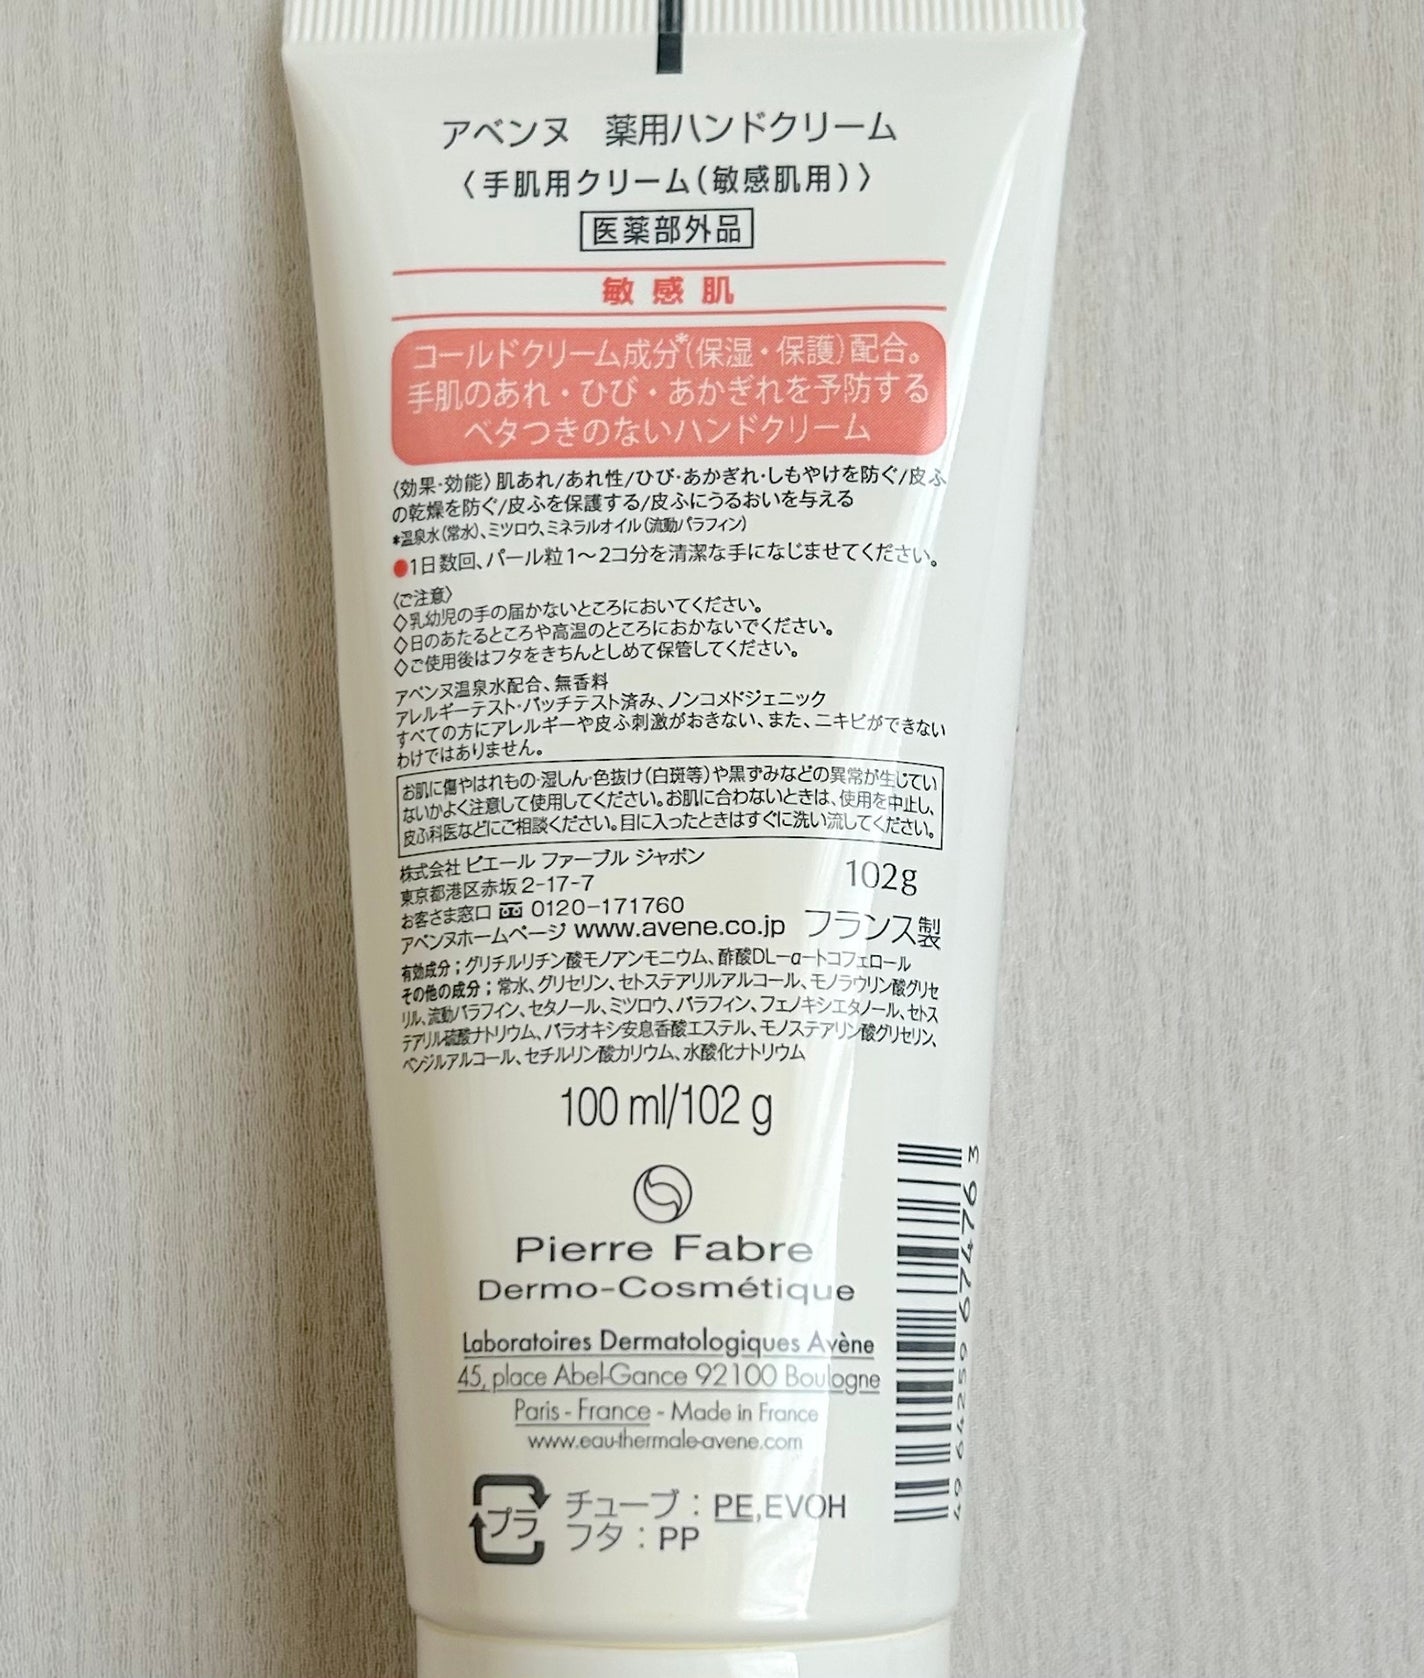 アベンヌ 薬用ハンドクリーム
〈手肌用クリーム(敏感肌用)〉
医薬部外品
敏感肌
コールドクリーム成分*(保湿・保護)配合。
手肌のあれ・ひび・あかぎれを予防する
ベタつきのないハンドクリーム
〈効果・効能〉肌あれ/あれ性/ひび・あかぎれ・しもやけを防ぐ/皮ふ
の乾燥を防ぐ/皮ふを保護する/皮ふにうるおいを与える
*温泉水(常水)、ミツロウ、ミネラルオイル(流動パラフィン)
●1日数回、パール粒1〜2コ分を清潔な手になじませてください。
〈ご注意〉
◇乳幼児の手の届かないところにおいてください。
◇日のあたるところや高温のところにおかないでください。
◇ご使用後はフタをきちんとしめて保管してください。
アベンヌ温泉水配合、無香料
アレルギーテスト・パッチテスト済み、ノンコメドジェニック
すべての方にアレルギーや皮ふ刺激がおきない、また、ニキビができない
わけではありません。
お肌に傷やはれもの・湿しん・色抜け(白斑等)や黒ずみなどの異常が生じてい
ないかよく注意して使用してください。お肌に合わないときは、使用を中止し、
皮ふ科医などにご相談ください。目に入ったときはすぐに洗い流してください。
株式会社 ピエール ファーブル ジャポン
東京都港区赤坂2-17-7
102g
お客さま窓口 0120-171760
アベンヌホームページ www.avene.co.jp フランス製
有効成分;グリチルリチン酸モノアンモニウム、酢酸DL-α-トコフェロール
その他の成分;常水、グリセリン、セトステアリルアルコール、モノラウリン酸グリセ
リル、流動パラフィン、セタノール、ミツロウ、パラフィン、フェノキシエタノール、セトス
テアリル硫酸ナトリウム、パラオキシ安息香酸エステル、モノステアリン酸グリセリン、
ベンジルアルコール、セチルリン酸カリウム、水酸化ナトリウム
100 ml/102 g
Pierre Fabre
Dermo-Cosmétique
Laboratoires Dermatologiques Avène
45, place Abel-Gance 92100 Boulogne
Paris - France - Made in France
www.eau-thermale-avene.com
プラ
チューブ:PE,EVOH
フタ:PP